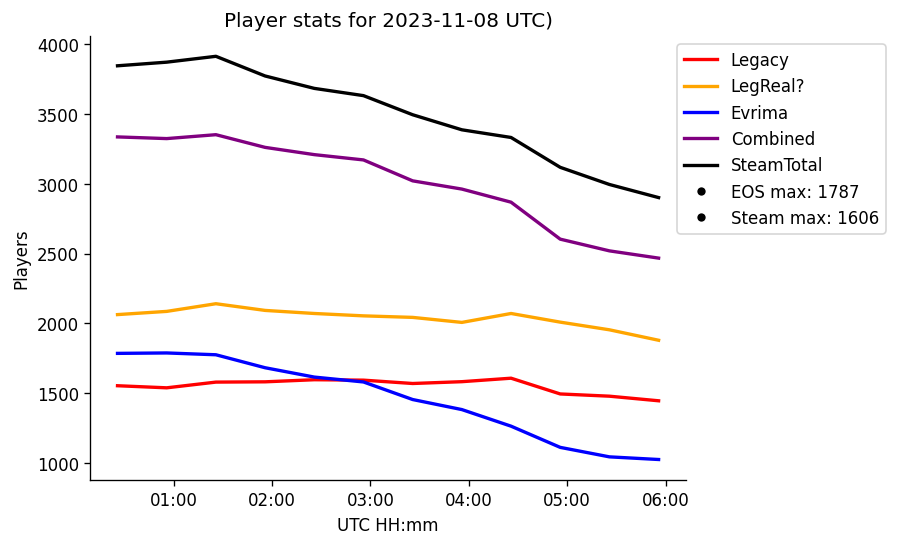 Player stats for 2023-11-08 UTC)
4000
3500
3000
2500
2000
1500
1000
Players
01:00 02:00 03:00 04:00 05:00 06:00
UTC HH:mm
Legacy
LegReal?
Evrima
Combined
SteamTotal
EOS max: 1787
Steam max: 1606